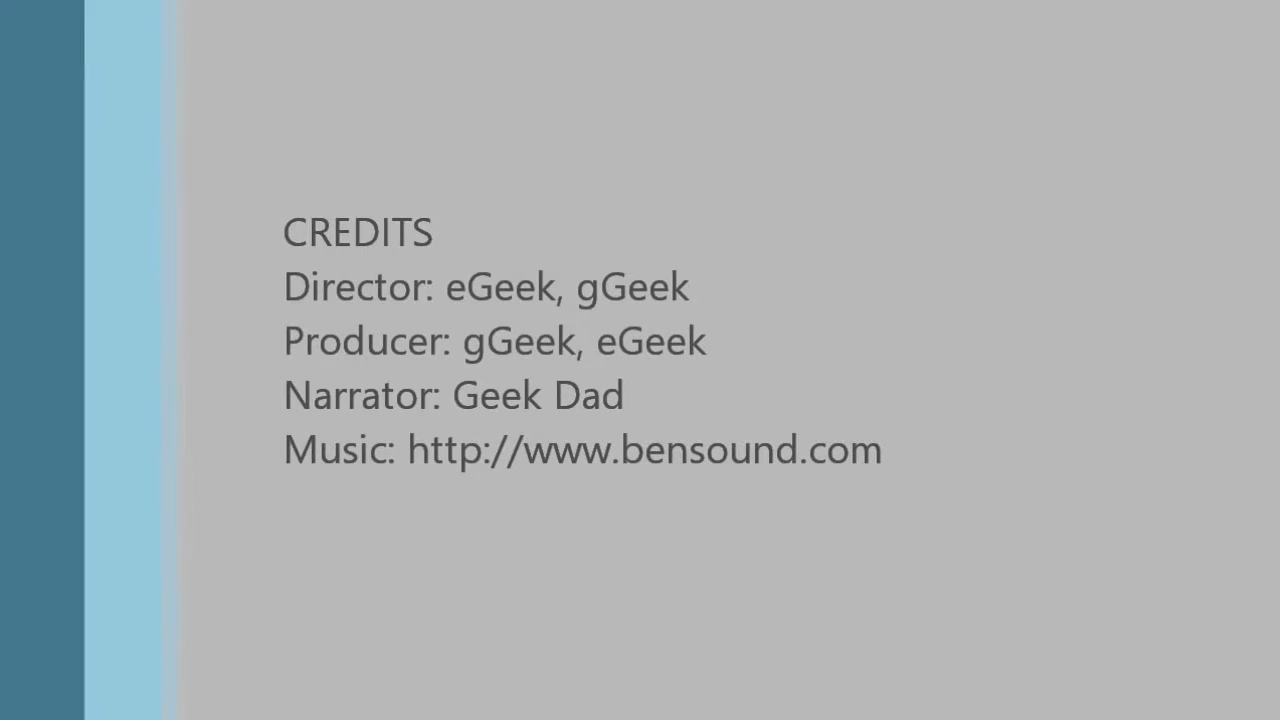 CREDITS
Director: eGeek, gGeek
Producer: gGeek, eGeek
Narrator: Geek Dad
Music: http://www.bensound.com